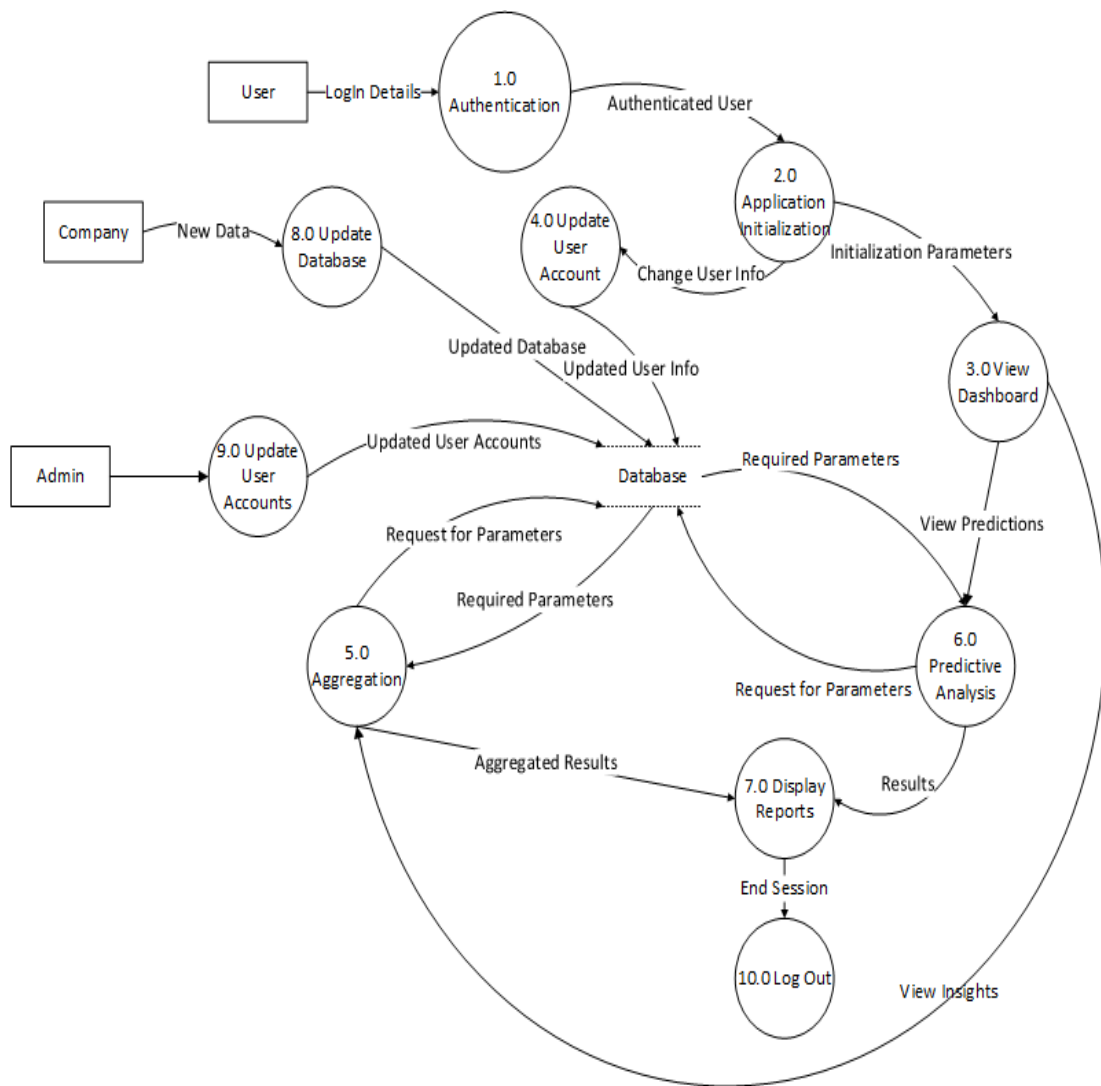 1.0
Authentication
User
LogIn Details
Authenticated User
2.0
Application
Initialization
Company
New Data
8.0 Update
Database
4.0 Update
User
Account
Change User Info
Initialization Parameters
Updated Database
Updated User Info
3.0 View
Dashboard
Admin
9.0 Update
User
Accounts
Updated User Accounts
Database
Required Parameters
View Predictions
Request for Parameters
Required Parameters
5.0
Aggregation
6.0
Predictive
Analysis
Request for Parameters
Aggregated Results
7.0 Display
Reports
Results
End Session
10.0 Log Out
View Insights